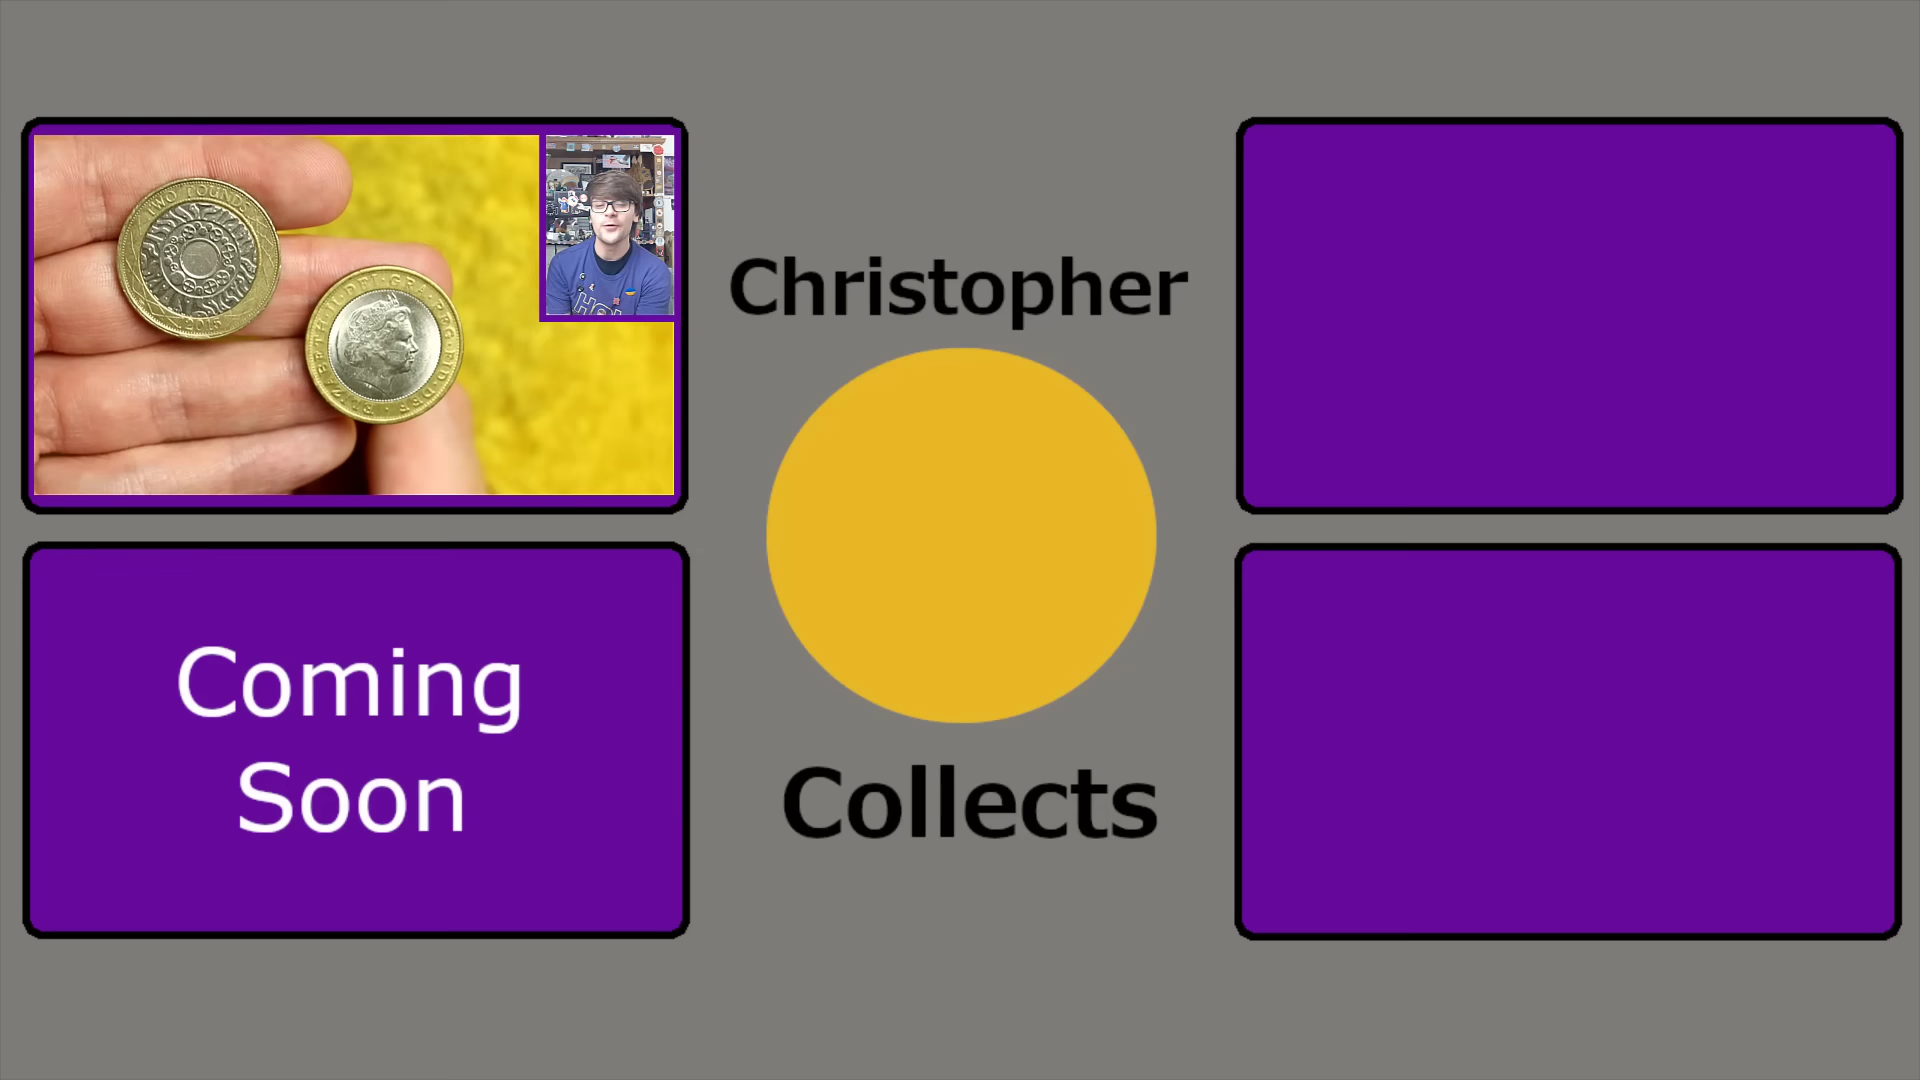 TWO POUNDS
2015
Christopher
Collects
Coming
Soon